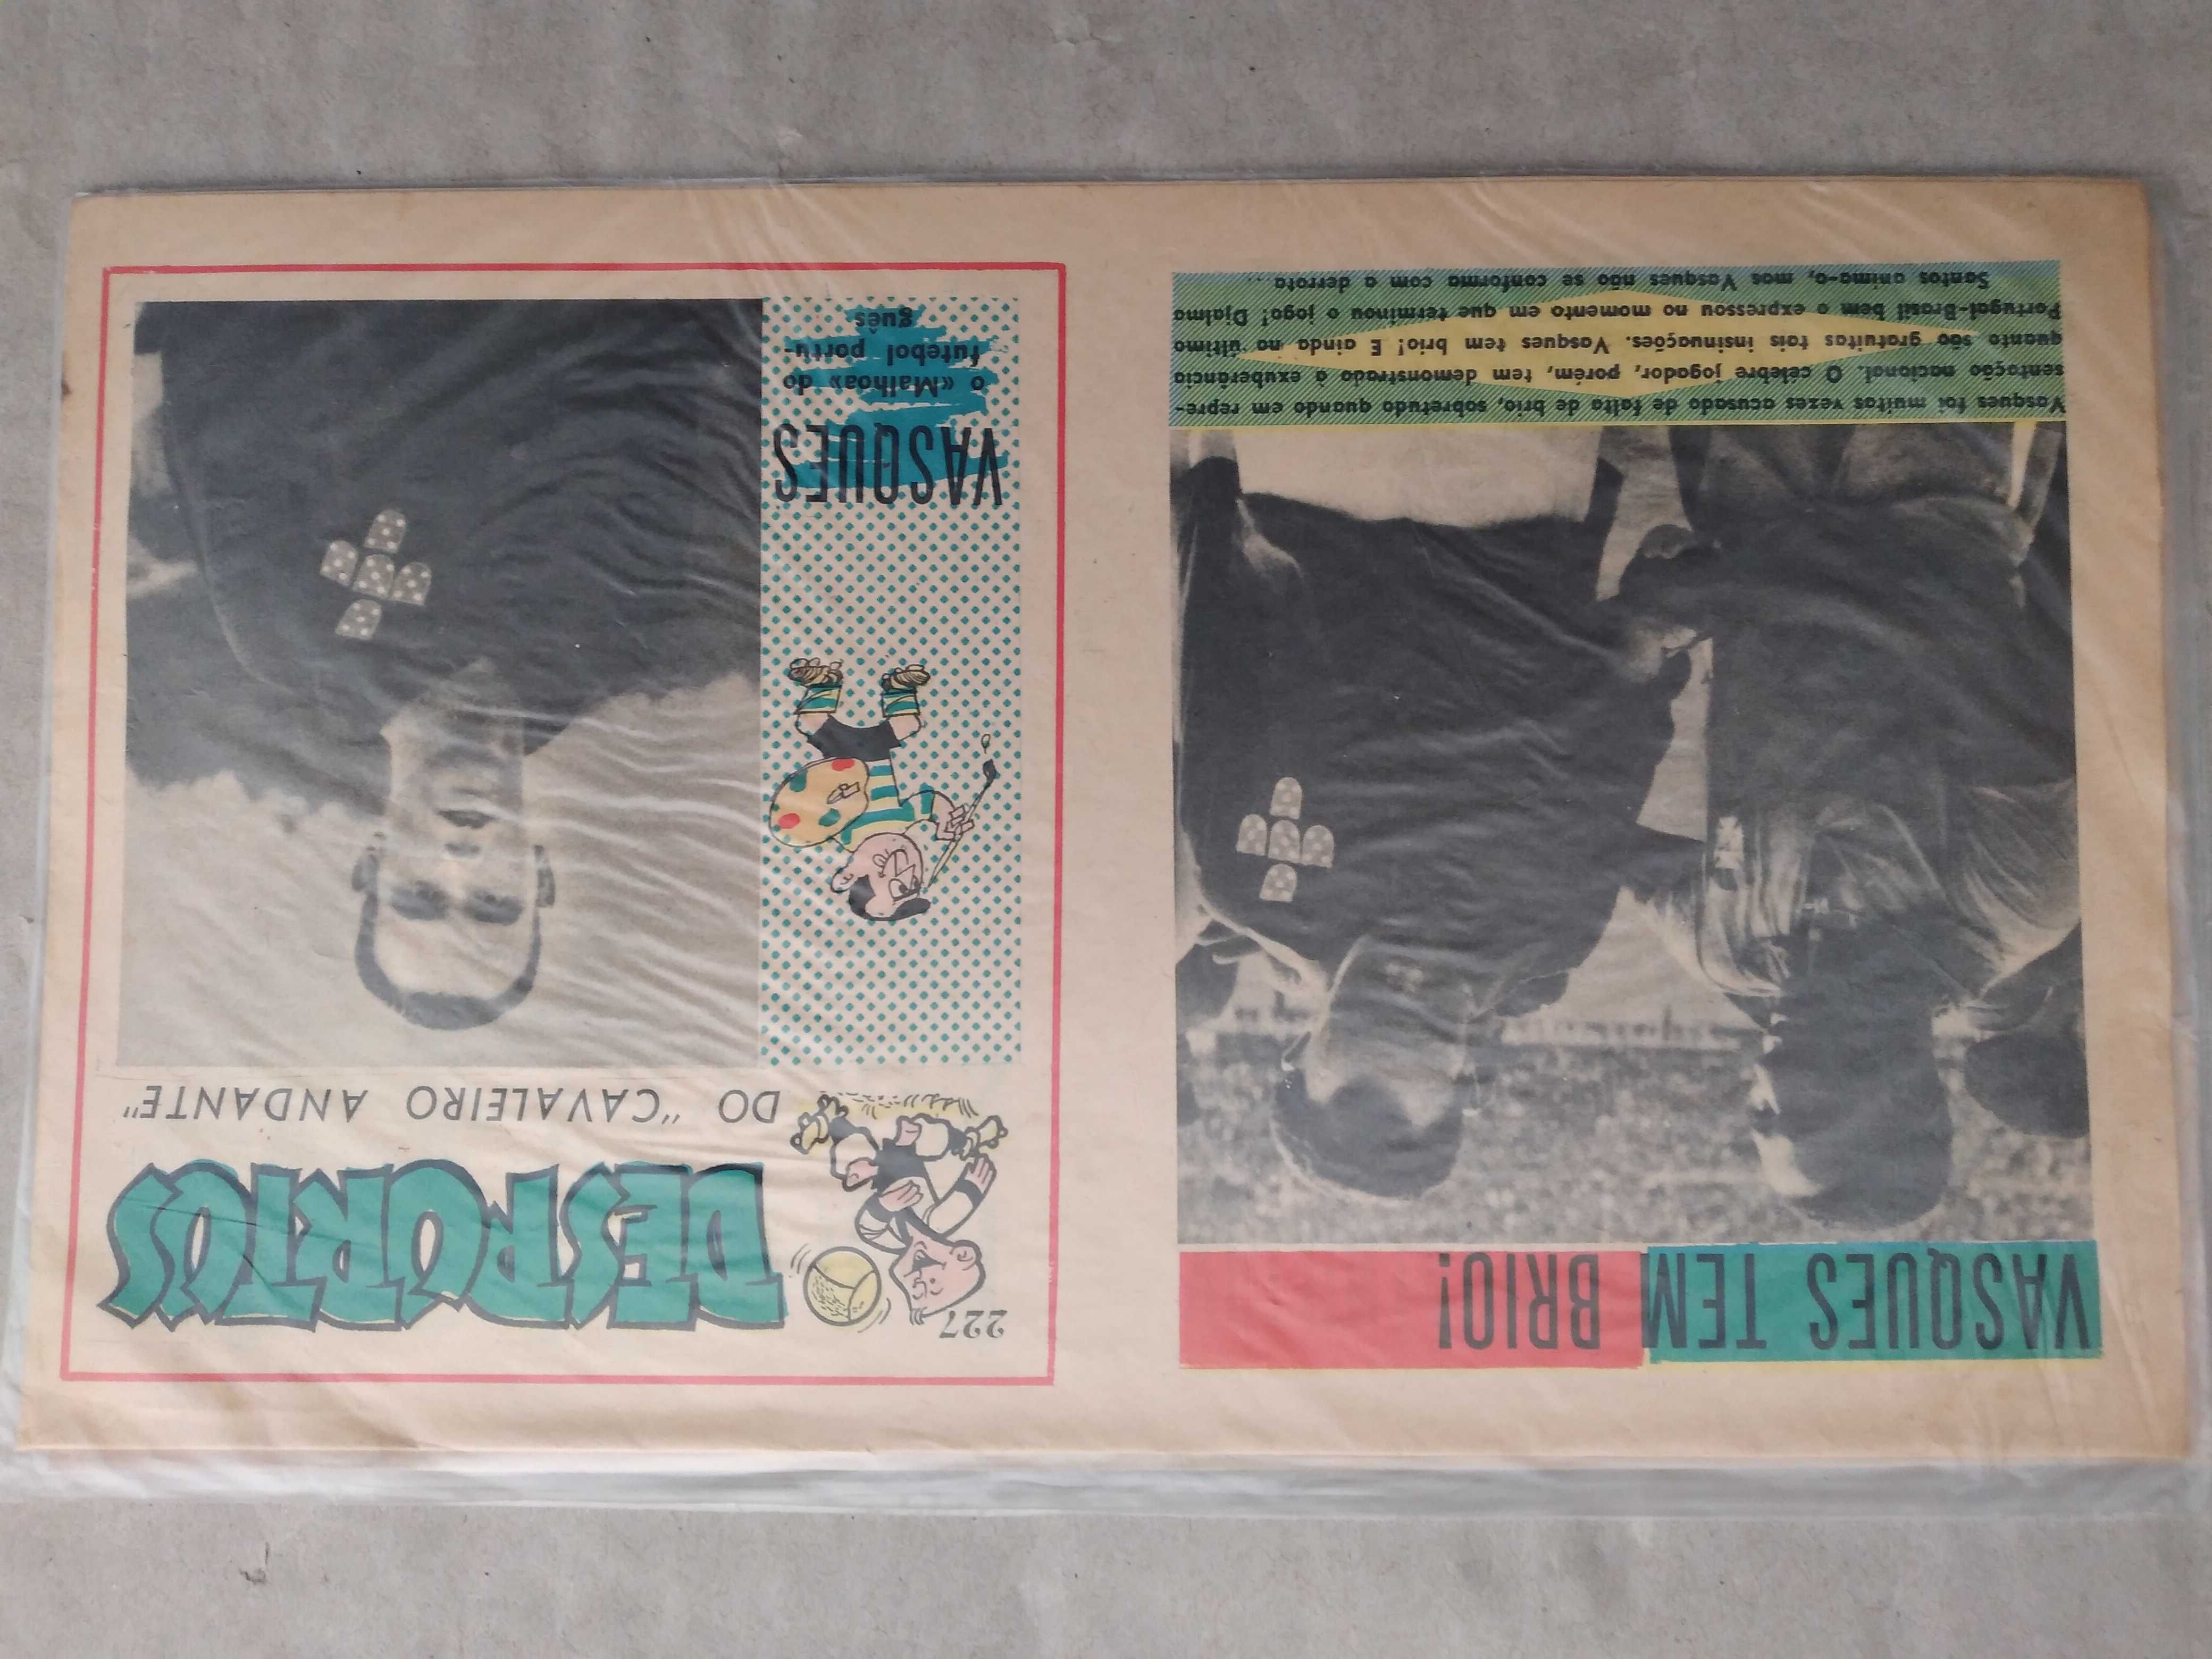 VASQUES TEM BRIO!
Vasques foi muitas vezes acusado de falta de brio, sobretudo quando em repre-
sentação nacional. O célebre jogador, porém, tem demonstrado à exuberância
quanto são gratuitas tais insinuações. Vasques tem brio! E ainda no último
Portugal-Brasil bem o expressou no momento em que terminou o jogo! Djalma
Santos anima-o, mas Vasques não se conforma com a derrota...
227
DESPORTOS
DO "CAVALEIRO ANDANTE"
VASQUES
o «Malhoa» do
futebol portu-
guês